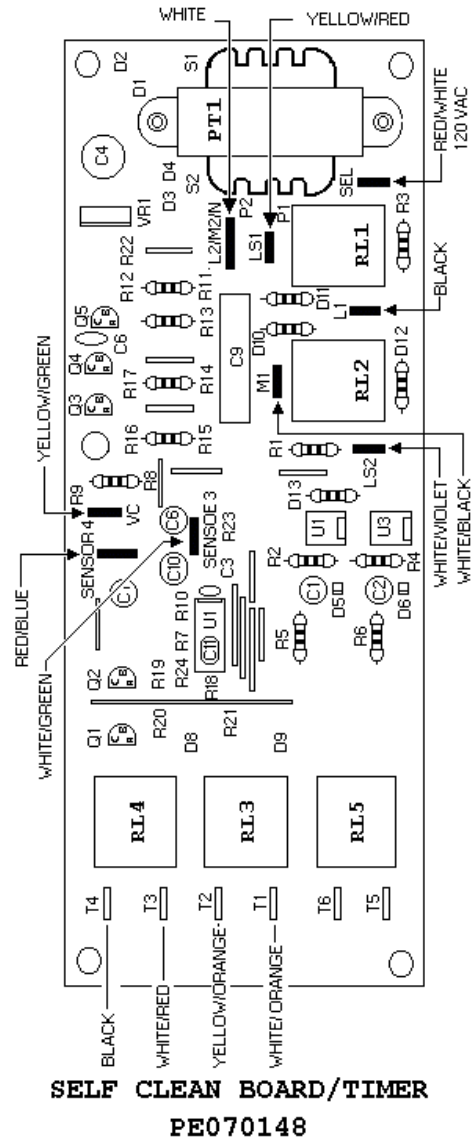 WHITE
YELLOW/RED
D2
D1
S1
PT1
C4
D4
D3
S2
RED/WHITE
120 VAC
SEL
VR1
P2
P1
L2/M2/N
LS1
R3
RL1
R22
R12
R11
D11
L1
BLACK
Q5
C6
R13
D10
C9
YELLOW/GREEN
Q4
R17
R14
M1
RL2
D12
Q3
R16
R15
R1
LS2
WHITE/VIOLET
WHITE/BLACK
R9
R8
VC
RED/BLUE
SENSOR 4
C6
SENSOE 3
R23
D13
U1
U3
WHITE/GREEN
C1
C10
C3
R2
R4
C1
C2
D5
D6
R10
U1
R7
C11
R24
R19
R18
R5
R6
Q2
Q1
R20
R21
D8
D9
RL4
RL3
RL5
T4
T3
T2
T1
T6
T5
BLACK
WHITE/RED
YELLOW/ORANGE
WHITE/ORANGE
C
B
E
SELF CLEAN BOARD/TIMER
PE070148